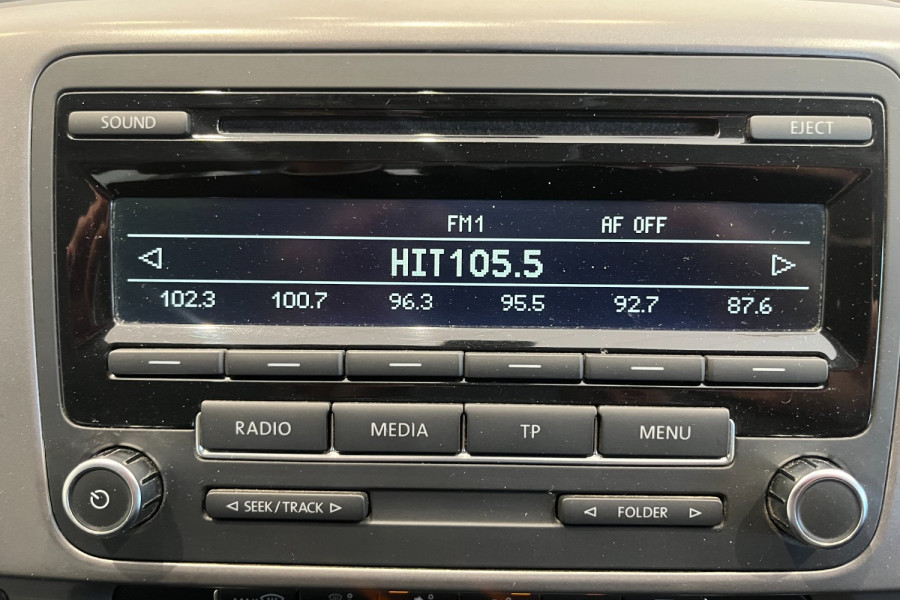 SOUND EJECT
FM1 AF OFF
HIT105.5
102.3 100.7 96.3 95.5 92.7 87.6
RADIO MEDIA TP MENU
SEEK/TRACK FOLDER